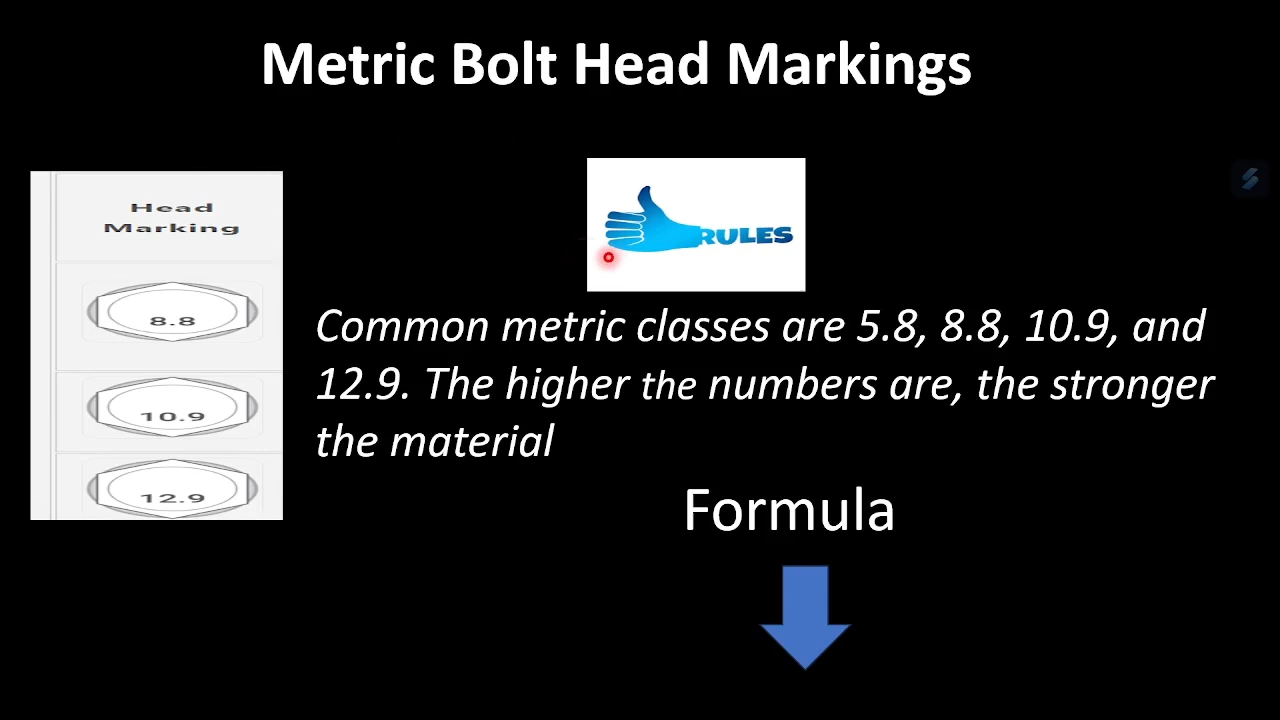 Metric Bolt Head Markings
Head
Marking
8.8
10.9
12.9
RULES
Common metric classes are 5.8, 8.8, 10.9, and
12.9. The higher the numbers are, the stronger
the material
Formula